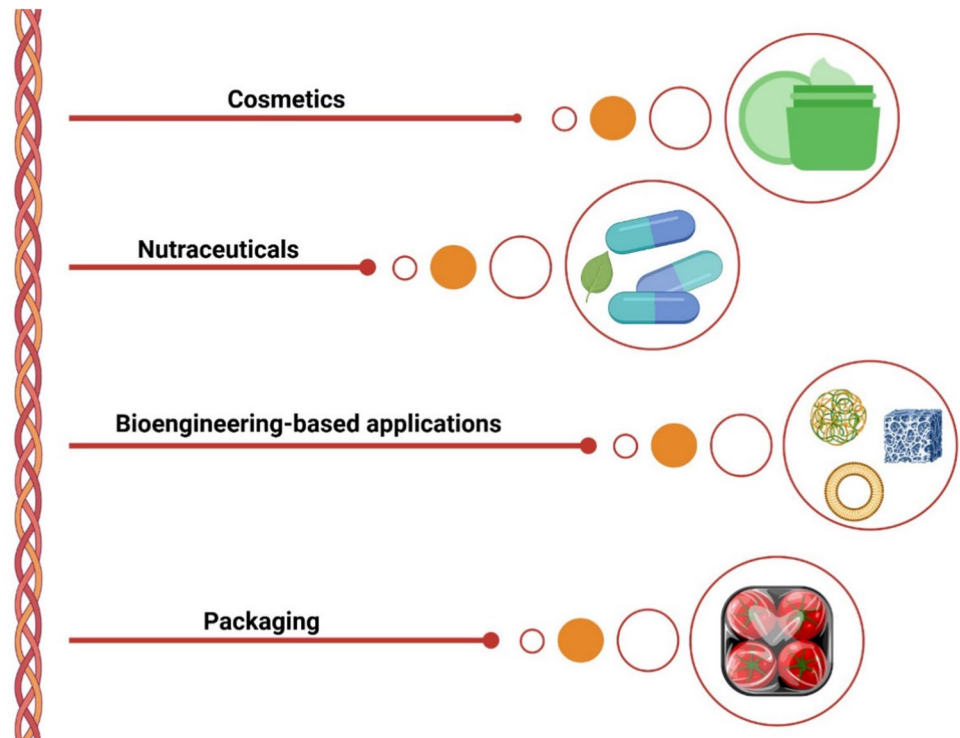 Cosmetics
Nutraceuticals
Bioengineering-based applications
Packaging